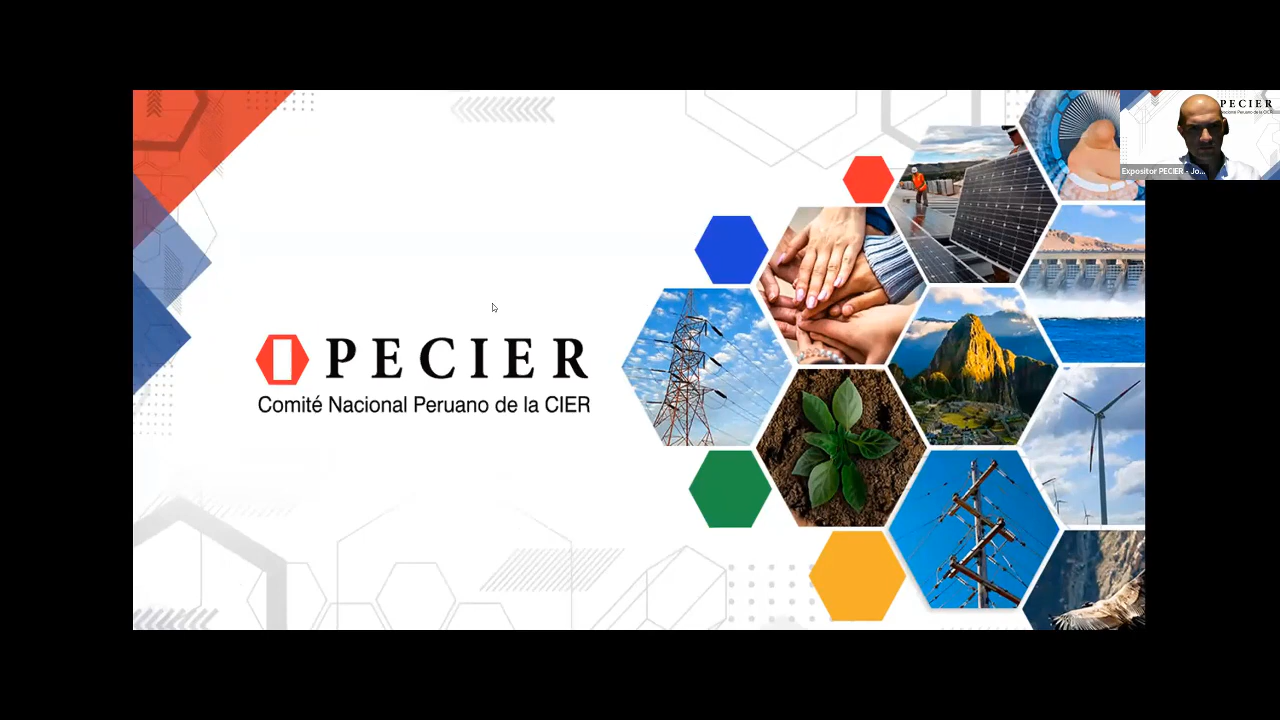 PECIER
Comité Nacional Peruano de la CIER
PECIER
Expositor PECIER - Jo...